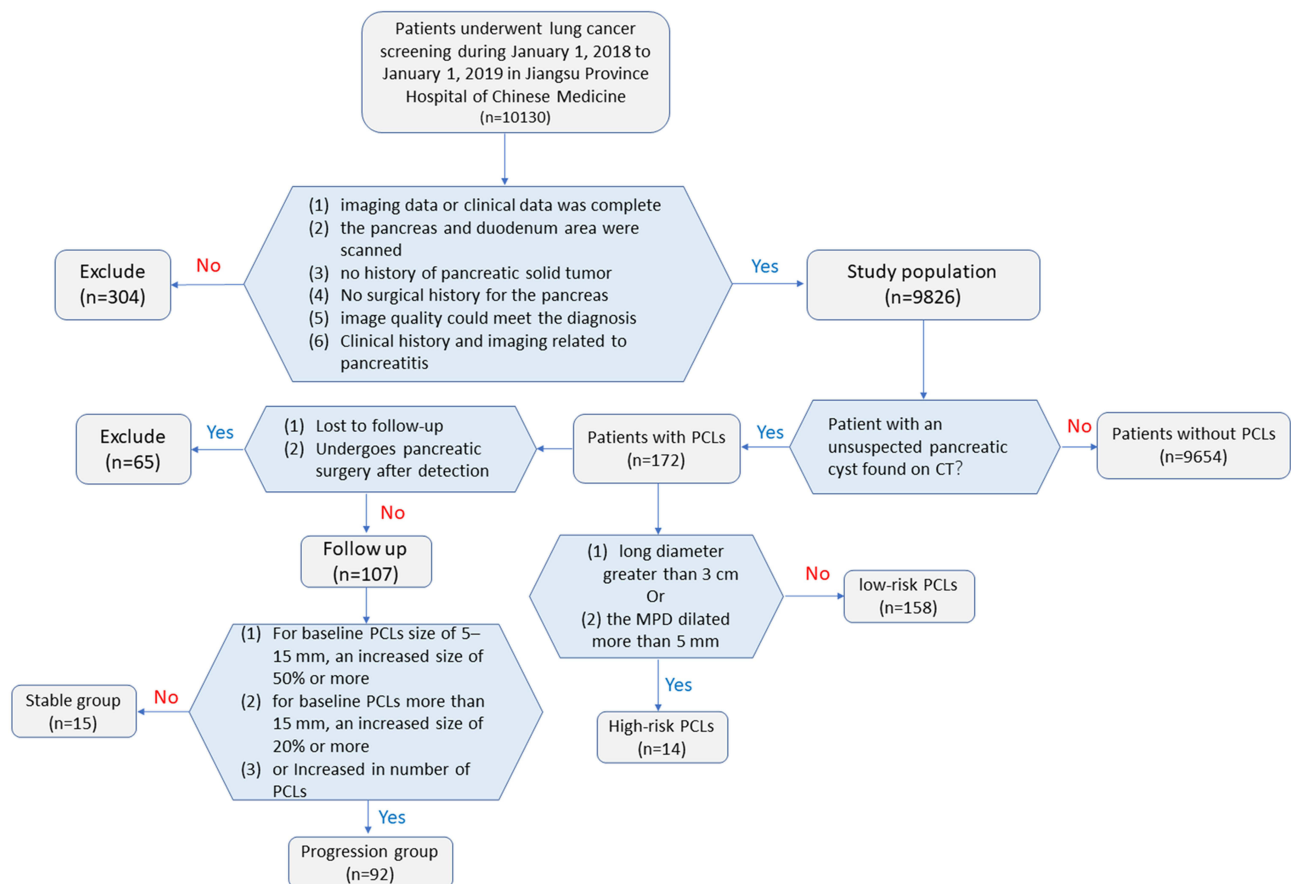 Patients underwent lung cancer
screening during January 1, 2018 to
January 1, 2019 in Jiangsu Province
Hospital of Chinese Medicine
(n=10130)
(1) imaging data or clinical data was complete
(2) the pancreas and duodenum area were
scanned
(3) no history of pancreatic solid tumor
(4) No surgical history for the pancreas
(5) image quality could meet the diagnosis
(6) Clinical history and imaging related to
pancreatitis
No
Exclude
(n=304)
Yes
Study population
(n=9826)
Patient with an
unsuspected pancreatic
cyst found on CT?
No
Patients without PCLs
(n=9654)
Yes
Patients with PCLs
(n=172)
(1) Lost to follow-up
(2) Undergoes pancreatic
surgery after detection
Yes
Exclude
(n=65)
No
Follow up
(n=107)
(1) long diameter
greater than 3 cm
Or
(2) the MPD dilated
more than 5 mm
No
low-risk PCLs
(n=158)
Yes
High-risk PCLs
(n=14)
(1) For baseline PCLs size of 5–
15 mm, an increased size of
50% or more
(2) for baseline PCLs more than
15 mm, an increased size of
20% or more
(3) or Increased in number of
PCLs
No
Stable group
(n=15)
Yes
Progression group
(n=92)